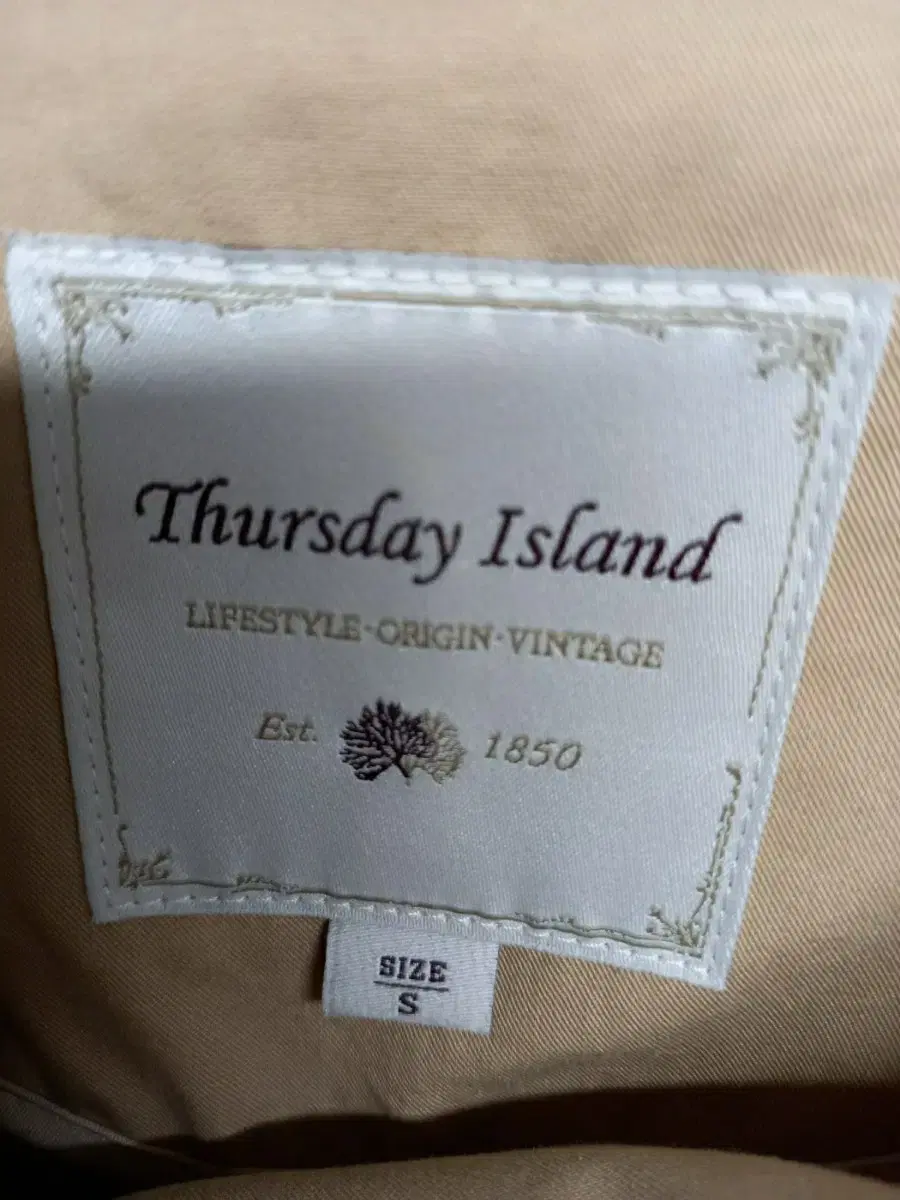 Thursday Island
LIFESTYLE·ORIGIN·VINTAGE
Est. 1850
SIZE
S